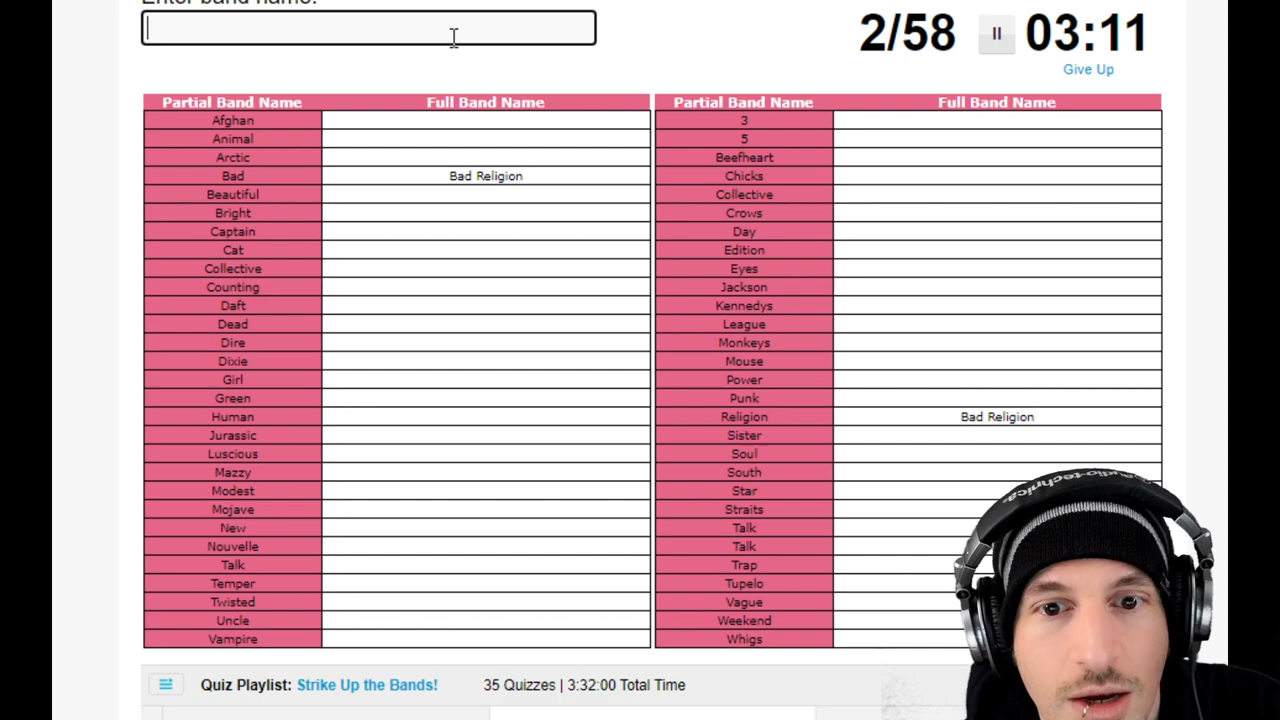 Enter band name:
2/58 03:11
Give Up
Partial Band Name Full Band Name Partial Band Name Full Band Name
Afghan 3
Animal 5
Arctic Beefheart
Bad Bad Religion Chicks
Beautiful Collective
Bright Crows
Captain Day
Cat Edition
Collective Eyes
Counting Jackson
Daft Kennedys
Dead League
Dire Monkeys
Dixie Mouse
Girl Power
Green Punk
Human Religion Bad Religion
Jurassic Sister
Luscious Soul
Mazzy South
Modest Star
Mojave Straits
New Talk
Nouvelle Talk
Talk Trap
Temper Tupelo
Twisted Vague
Uncle Weekend
Vampire Whigs
Quiz Playlist: Strike Up the Bands! 35 Quizzes | 3:32:00 Total Time
audio-technica